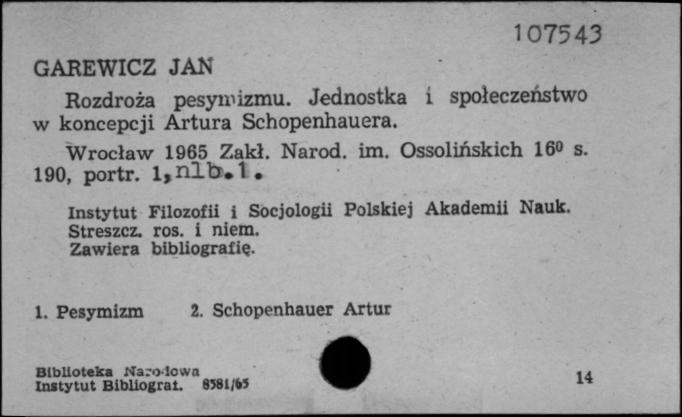 107543
GAREWICZ JAN
Rozdroża pesymizmu. Jednostka i społeczeństwo
w koncepcji Artura Schopenhauera.
Wrocław 1965 Zakł. Narod. im. Ossolińskich 16⁰ s.
190, portr. 1, nlb. 1.
Instytut Filozofii i Socjologii Polskiej Akademii Nauk.
Streszcz. ros. i niem.
Zawiera bibliografię.
1. Pesymizm 2. Schopenhauer Artur
Biblioteka Narodowa
Instytut Bibliograt. 8581/65
14